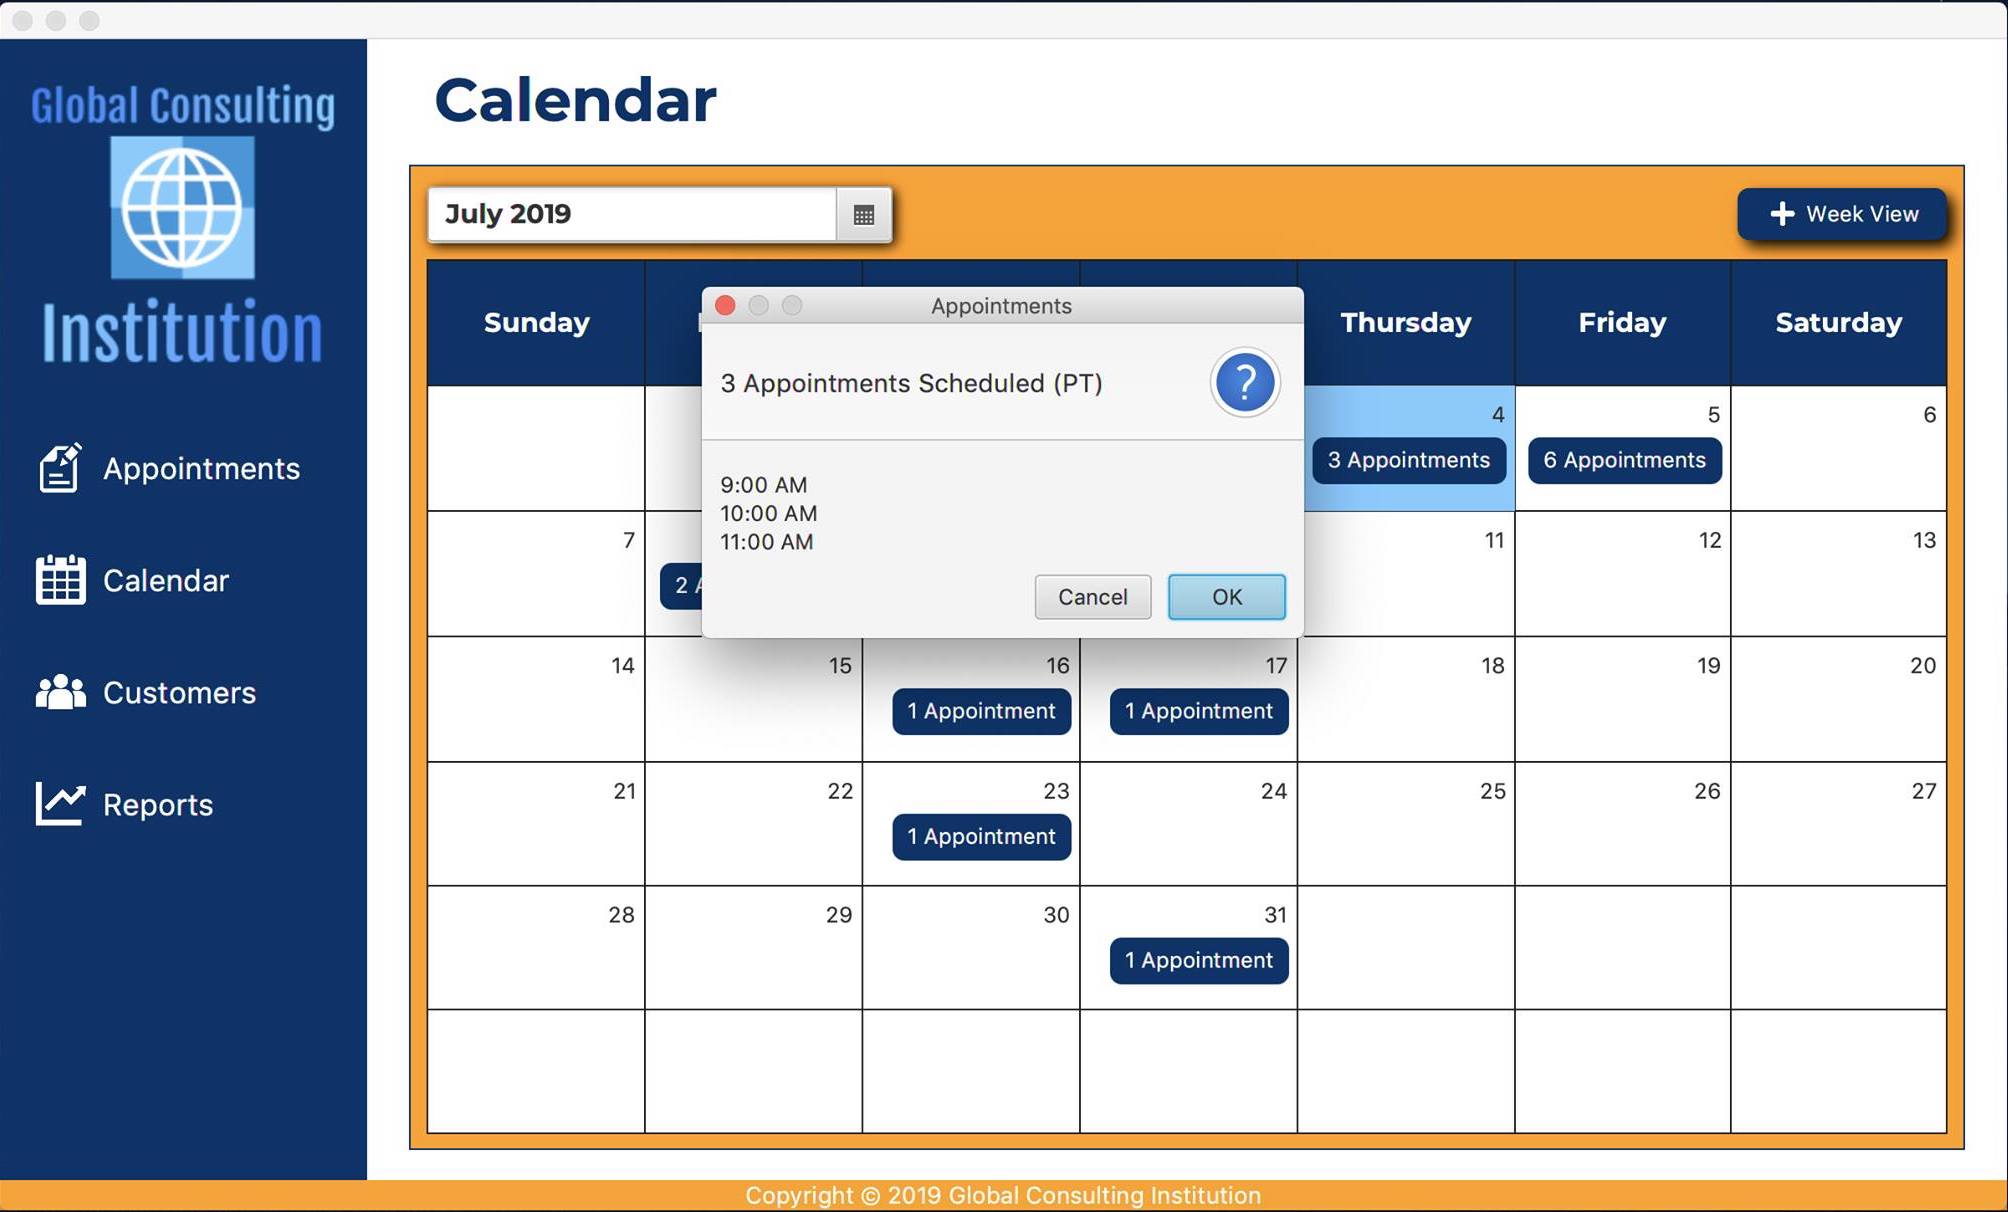 Global Consulting
Institution
Appointments
Calendar
Customers
Reports
Calendar
July 2019
Week View
Sunday
Thursday
Friday
Saturday
Appointments
3 Appointments Scheduled (PT)
9:00 AM
10:00 AM
11:00 AM
Cancel
OK
4
3 Appointments
5
6 Appointments
6
7
2
11
12
13
14
15
16
1 Appointment
17
1 Appointment
18
19
20
21
22
23
1 Appointment
24
25
26
27
28
29
30
31
1 Appointment
Copyright © 2019 Global Consulting Institution